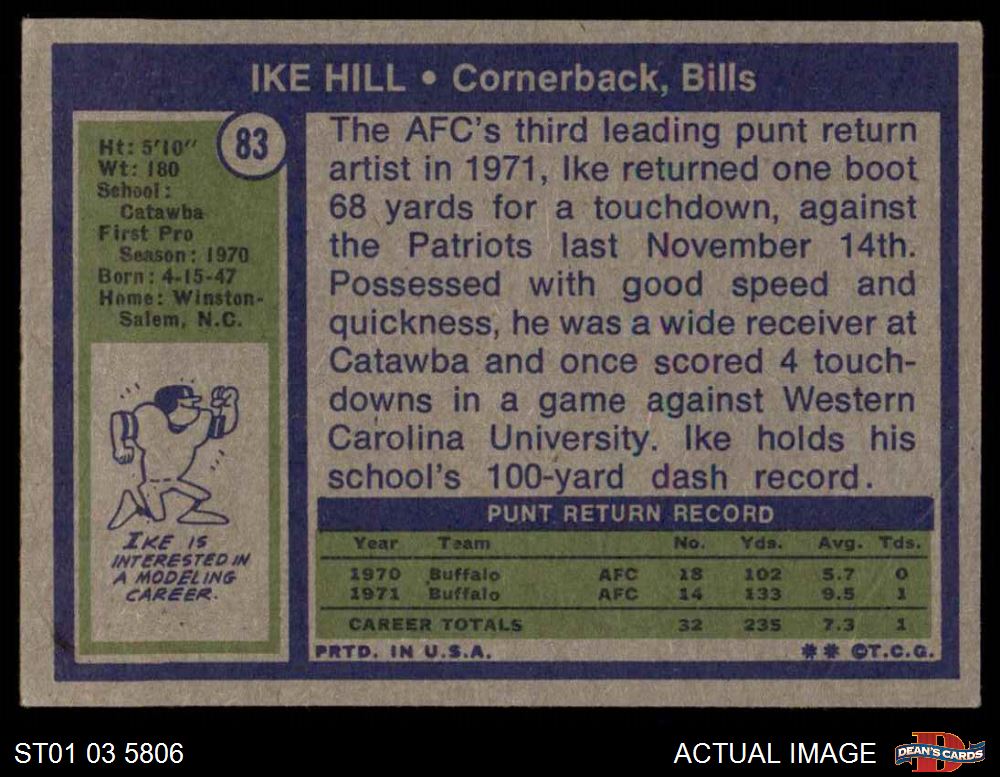 IKE HILL • Cornerback, Bills
83
Ht: 5'10"
Wt: 180
School:
Catawba
First Pro
Season: 1970
Born: 4-15-47
Home: Winston-
Salem, N.C.
IKE IS
INTERESTED IN
A MODELING
CAREER.
The AFC's third leading punt return
artist in 1971, Ike returned one boot
68 yards for a touchdown, against
the Patriots last November 14th.
Possessed with good speed and
quickness, he was a wide receiver at
Catawba and once scored 4 touch-
downs in a game against Western
Carolina University. Ike holds his
school's 100-yard dash record.
PUNT RETURN RECORD
Year Team No. Yds. Avg. Tds.
1970 Buffalo AFC 18 102 5.7 0
1971 Buffalo AFC 14 133 9.5 1
CAREER TOTALS 32 235 7.3 1
PRTD. IN U.S.A. ** ©T.C.G.
ST01 03 5806 ACTUAL IMAGE DEAN'S CARDS